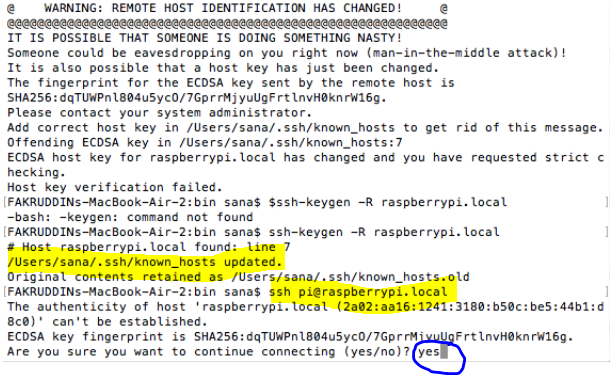 @    WARNING: REMOTE HOST IDENTIFICATION HAS CHANGED!     @
@@@@@@@@@@@@@@@@@@@@@@@@@@@@@@@@@@@@@@@@@@@@@@@@@@@@@@@@@@@
IT IS POSSIBLE THAT SOMEONE IS DOING SOMETHING NASTY!
Someone could be eavesdropping on you right now (man-in-the-middle attack)!
It is also possible that a host key has just been changed.
The fingerprint for the ECDSA key sent by the remote host is
SHA256:dqTUWPnl804u5ycO/7GprrMjyuUgFrtlnvH0knrW16g.
Please contact your system administrator.
Add correct host key in /Users/sana/.ssh/known_hosts to get rid of this message.
Offending ECDSA key in /Users/sana/.ssh/known_hosts:7
ECDSA host key for raspberrypi.local has changed and you have requested strict c
hecking.
Host key verification failed.
[FAKRUDDINs-MacBook-Air-2:bin sana$ $ssh-keygen -R raspberrypi.local ]
-bash: -keygen: command not found
[FAKRUDDINs-MacBook-Air-2:bin sana$ ssh-keygen -R raspberrypi.local ]
# Host raspberrypi.local found: line 7
/Users/sana/.ssh/known_hosts updated.
Original contents retained as /Users/sana/.ssh/known_hosts.old
[FAKRUDDINs-MacBook-Air-2:bin sana$ ssh pi@raspberrypi.local ]
The authenticity of host 'raspberrypi.local (2a02:aa16:1241:3180:b50c:be5:44b1:d
8c0)' can't be established.
ECDSA key fingerprint is SHA256:dqTUWPnl804u5ycO/7GprrMjyuUgFrtlnvH0knrW16g.
Are you sure you want to continue connecting (yes/no)? yes